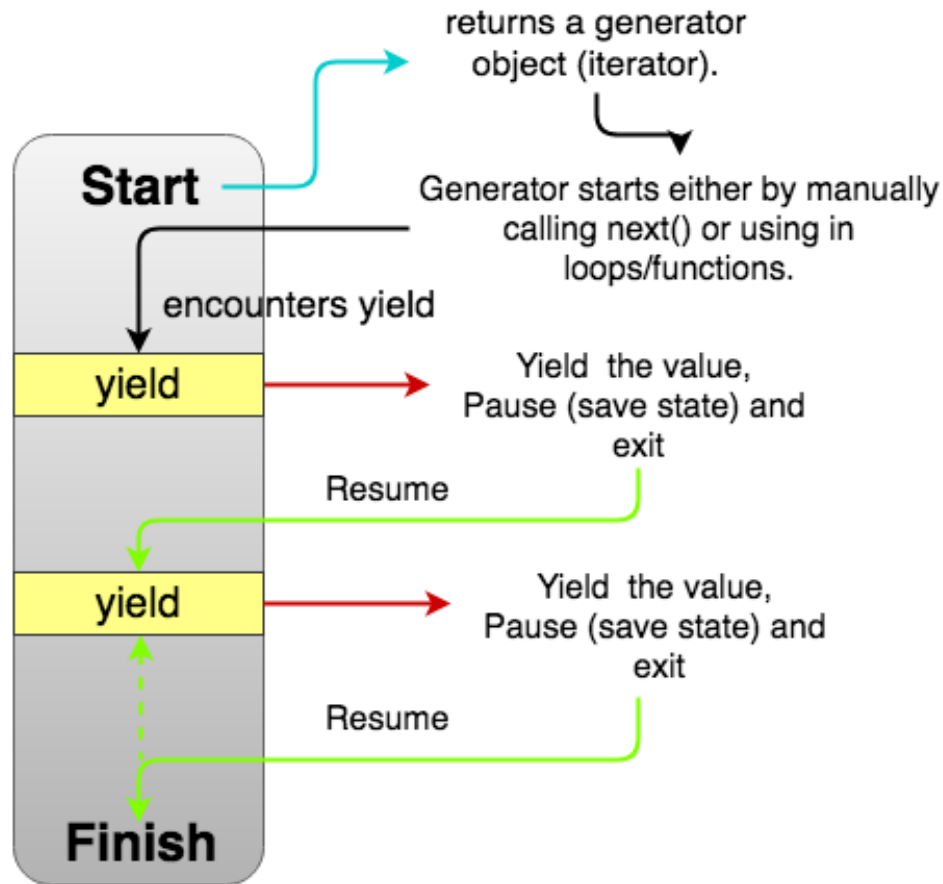 returns a generator
object (iterator).
Start
Generator starts either by manually
calling next() or using in
loops/functions.
encounters yield
yield
Yield the value,
Pause (save state) and
exit
Resume
yield
Yield the value,
Pause (save state) and
exit
Resume
Finish